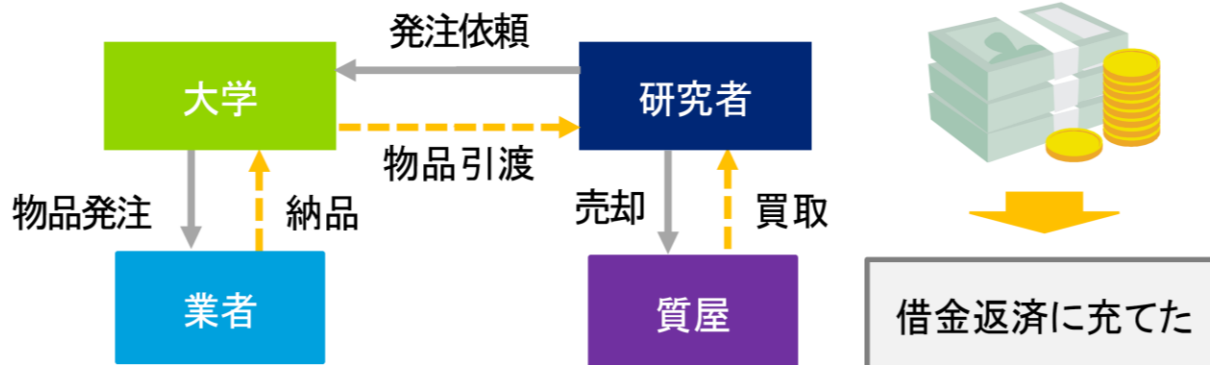 発注依頼
大学
研究者
物品引渡
物品発注
納品
売却
買取
業者
質屋
借金返済に充てた